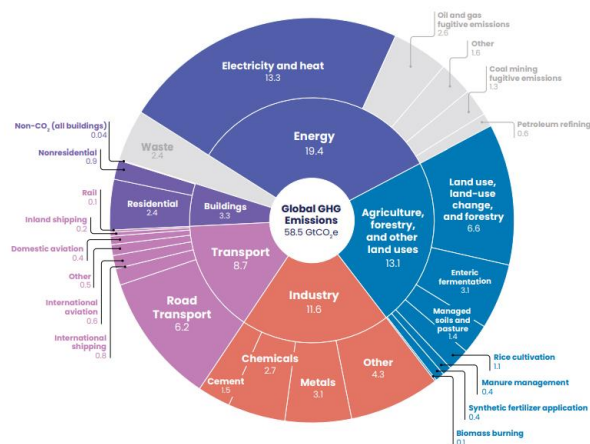 Oil and gas
fugitive emissions
2.6
Other
1.6
Coal mining
fugitive emissions
1.3
Petroleum refining
0.6
Electricity and heat
13.3
Energy
19.4
Waste
2.4
Non-CO₂ (all buildings)
0.04
Nonresidential
0.9
Residential
2.4
Buildings
3.3
Rail
0.1
Inland shipping
0.2
Domestic aviation
0.4
Other
0.5
International
aviation
0.6
International
shipping
0.6
Transport
8.7
Road
Transport
6.2
Global GHG
Emissions
58.5 GtCO₂e
Agriculture,
forestry,
and other
land uses
13.1
Land use,
land-use
change,
and forestry
6.6
Enteric
fermentation
3.1
Managed
soils and
pasture
1.4
Rice cultivation
1.1
Manure management
0.4
Synthetic fertilizer application
0.4
Biomass burning
0.1
Industry
11.6
Cement
1.5
Chemicals
2.7
Metals
3.1
Other
4.3